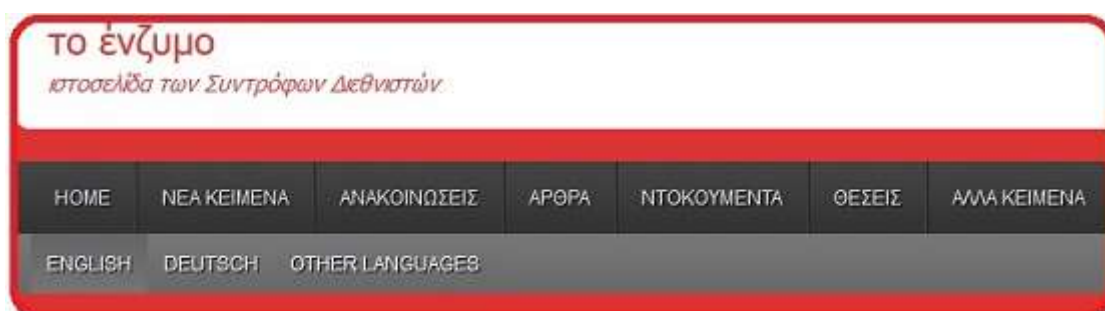 το ένζυμο
ιστοσελίδα των Συντρόφων Διεθνιστών
HOME ΝΕΑ ΚΕΙΜΕΝΑ ΑΝΑΚΟΙΝΩΣΕΙΣ ΑΡΘΡΑ ΝΤΟΚΟΥΜΕΝΤΑ ΘΕΣΕΙΣ ΑΛΛΑ ΚΕΙΜΕΝΑ
ENGLISH DEUTSCH OTHER LANGUAGES